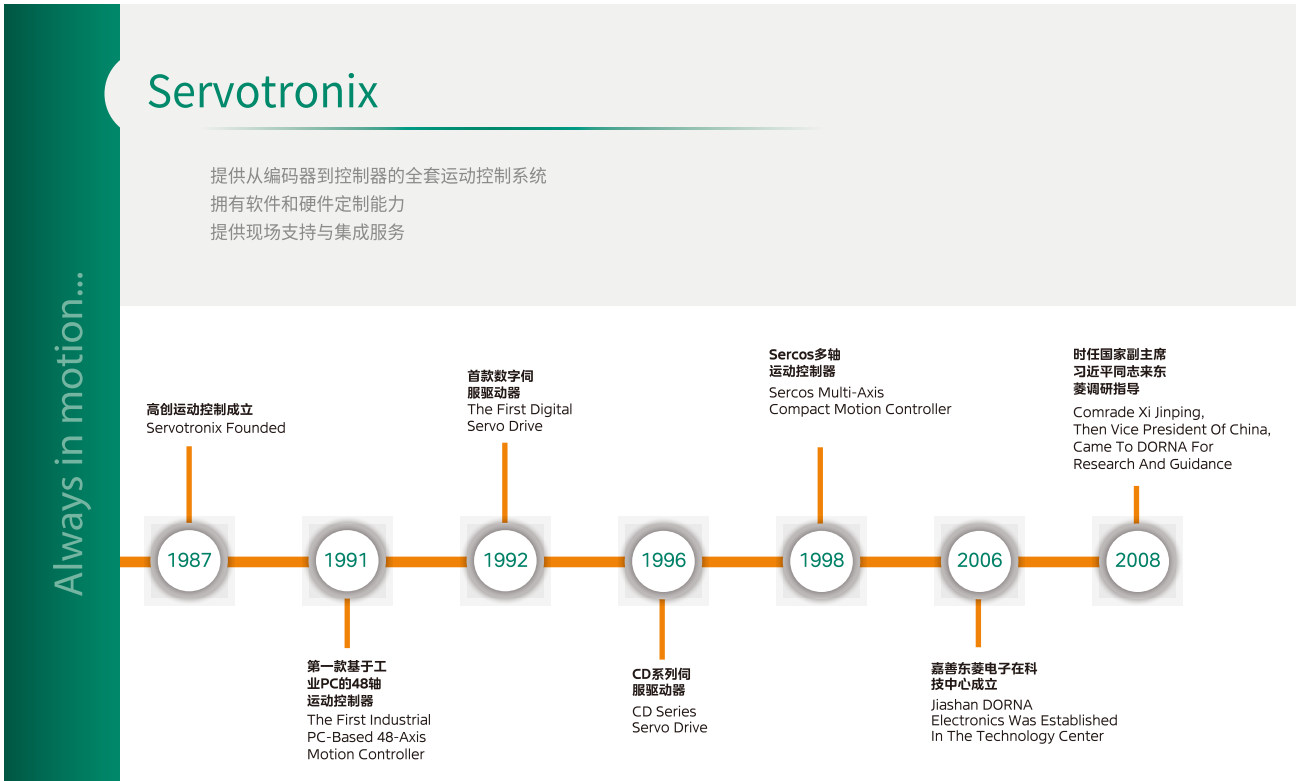 Servotronix
提供从编码器到控制器的全套运动控制系统
拥有软件和硬件定制能力
提供现场支持与集成服务
Always in motion...
高创运动控制成立
Servotronix Founded
1987
1991
第一款基于工
业PC的48轴
运动控制器
The First Industrial
PC-Based 48-Axis
Motion Controller
首款数字伺
服驱动器
The First Digital
Servo Drive
1992
1996
CD系列伺
服驱动器
CD Series
Servo Drive
Sercos多轴
运动控制器
Sercos Multi-Axis
Compact Motion Controller
1998
2006
嘉善东菱电子在科
技中心成立
Jiashan DORNA
Electronics Was Established
In The Technology Center
时任国家副主席
习近平同志来东
菱调研指导
Comrade Xi Jinping,
Then Vice President Of China,
Came To DORNA For
Research And Guidance
2008